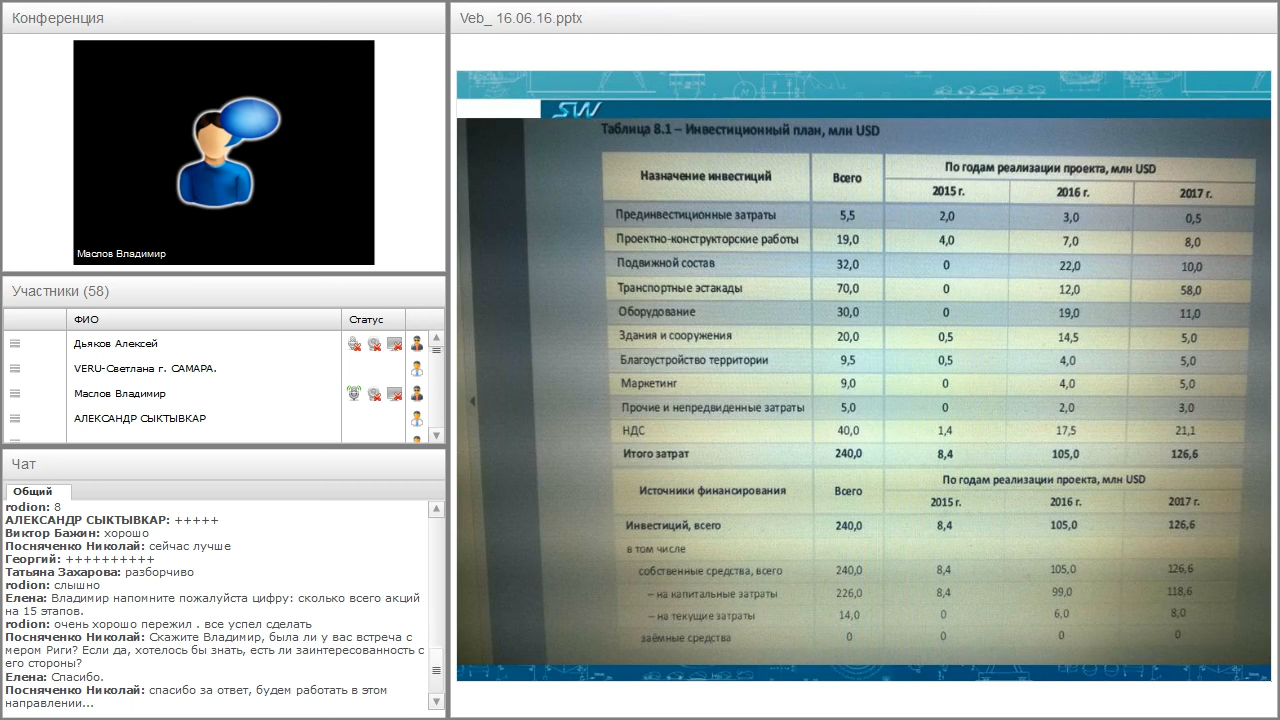 Конференция
Маслов Владимир
Участники (58)
ФИО Статус
Дьяков Алексей
VERU-Светлана г. САМАРА.
Маслов Владимир
АЛЕКСАНДР СЫКТЫВКАР
Чат
Общий
rodion: 8
АЛЕКСАНДР СЫКТЫВКАР: +++++
Виктор Бажин: хорошо
Посняченко Николай: сейчас лучше
Георгий: ++++++++++
Татьяна Захарова: разборчиво
rodion: слышно
Елена: Владимир напомните пожалуйста цифру: сколько всего акций
на 15 этапов.
rodion: очень хорошо пережил . все успел сделать
Посняченко Николай: Скажите Владимир, была ли у вас встреча с
мером Риги? Если да, хотелось бы знать, есть ли заинтересованность с
его стороны?
Елена: Спасибо.
Посняченко Николай: спасибо за ответ, будем работать в этом
направлении...
Veb_ 16.06.16.pptx
SW
Таблица 8.1 – Инвестиционный план, млн USD
Назначение инвестиций Всего По годам реализации проекта, млн USD
2015 г. 2016 г. 2017 г.
Прединвестиционные затраты 5,5 2,0 3,0 0,5
Проектно-конструкторские работы 19,0 4,0 7,0 8,0
Подвижной состав 32,0 0 22,0 10,0
Транспортные эстакады 70,0 0 12,0 58,0
Оборудование 30,0 0 19,0 11,0
Здания и сооружения 20,0 0,5 14,5 5,0
Благоустройство территории 9,5 0,5 4,0 5,0
Маркетинг 9,0 0 4,0 5,0
Прочие и непредвиденные затраты 5,0 0 2,0 3,0
НДС 40,0 1,4 17,5 21,1
Итого затрат 240,0 8,4 105,0 126,6
Источники финансирования Всего По годам реализации проекта, млн USD
2015 г. 2016 г. 2017 г.
Инвестиций, всего 240,0 8,4 105,0 126,6
в том числе
собственные средства, всего 240,0 8,4 105,0 126,6
– на капитальные затраты 226,0 8,4 99,0 118,6
– на текущие затраты 14,0 0 6,0 8,0
заёмные средства 0 0 0 0